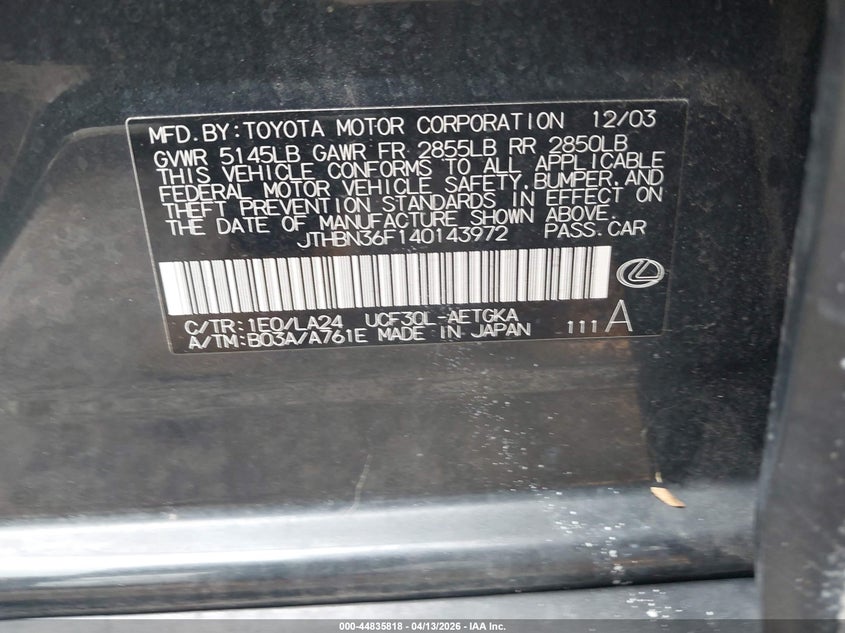 MFD.BY:TOYOTA MOTOR CORPORATION 12/03
GVWR 5145LB GAWR FR 2855LB RR 2850LB
THIS VEHICLE CONFORMS TO ALL APPLICABLE
FEDERAL MOTOR VEHICLE SAFETY,BUMPER,AND
THEFT PREVENTION STANDARDS IN EFFECT ON
THE DATE OF MANUFACTURE SHOWN ABOVE.
JTHBN36F140143972 PASS.CAR
C/TR:1E0/LA24 UCF30L-AETGKA
A/TM:B03A/A761E MADE IN JAPAN 111A
000-44835818 - 04/13/2026 - © IAA Inc.